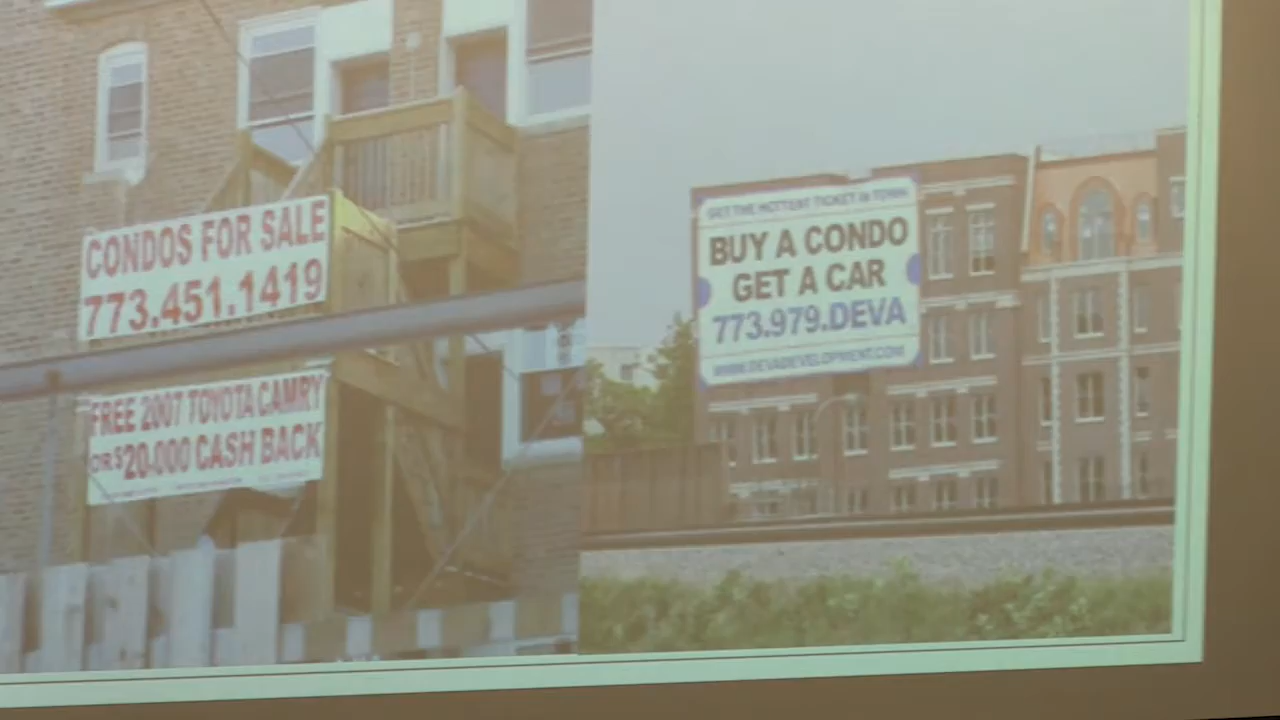 CONDOS FOR SALE
773.451.1419
FREE 2007 TOYOTA CAMRY
OR $20,000 CASH BACK
GET THE HOTTEST TICKET IN TOWN
BUY A CONDO
GET A CAR
773.979.DEVA
WWW.DEVADEVELOPMENT.COM